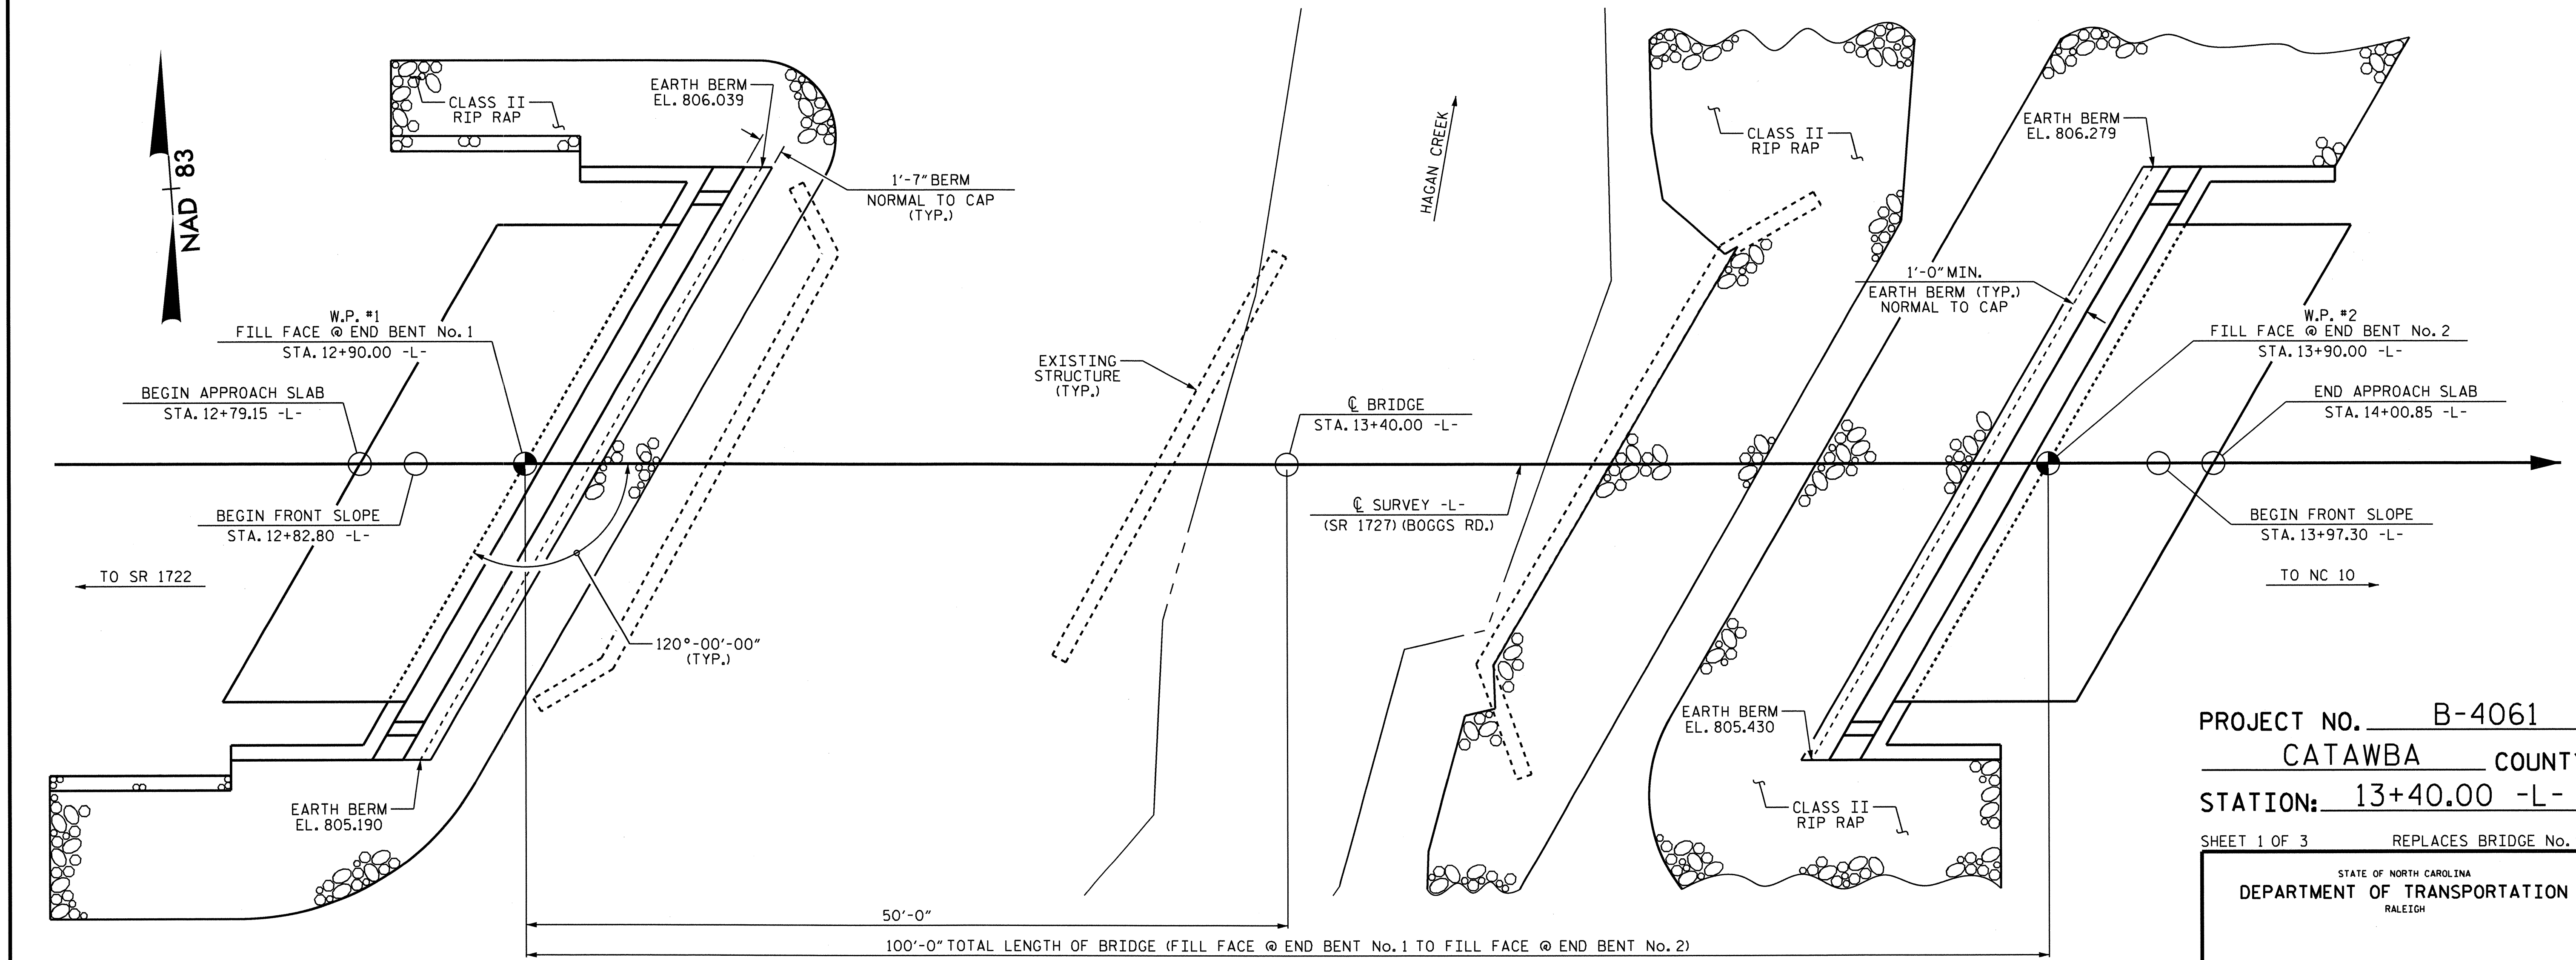 NAD 83
CLASS II
RIP RAP
EARTH BERM
EL. 806.039
1'-7" BERM
NORMAL TO CAP
(TYP.)
HAGAN CREEK
CLASS II
RIP RAP
EARTH BERM
EL. 806.279
1'-0" MIN.
EARTH BERM (TYP.)
NORMAL TO CAP
W.P. #1
FILL FACE @ END BENT No. 1
STA. 12+90.00 -L-
BEGIN APPROACH SLAB
STA. 12+79.15 -L-
EXISTING
STRUCTURE
(TYP.)
℄ BRIDGE
STA. 13+40.00 -L-
W.P. #2
FILL FACE @ END BENT No. 2
STA. 13+90.00 -L-
END APPROACH SLAB
STA. 14+00.85 -L-
BEGIN FRONT SLOPE
STA. 12+82.80 -L-
℄ SURVEY -L-
(SR 1727) (BOGGS RD.)
BEGIN FRONT SLOPE
STA. 13+97.30 -L-
TO SR 1722
TO NC 10
120°-00'-00"
(TYP.)
EARTH BERM
EL. 805.430
EARTH BERM
EL. 805.190
CLASS II
RIP RAP
50'-0"
100'-0" TOTAL LENGTH OF BRIDGE (FILL FACE @ END BENT No. 1 TO FILL FACE @ END BENT No. 2)
PROJECT NO. B-4061
CATAWBA COUNT
STATION: 13+40.00 -L-
SHEET 1 OF 3 REPLACES BRIDGE No.
STATE OF NORTH CAROLINA
DEPARTMENT OF TRANSPORTATION
RALEIGH